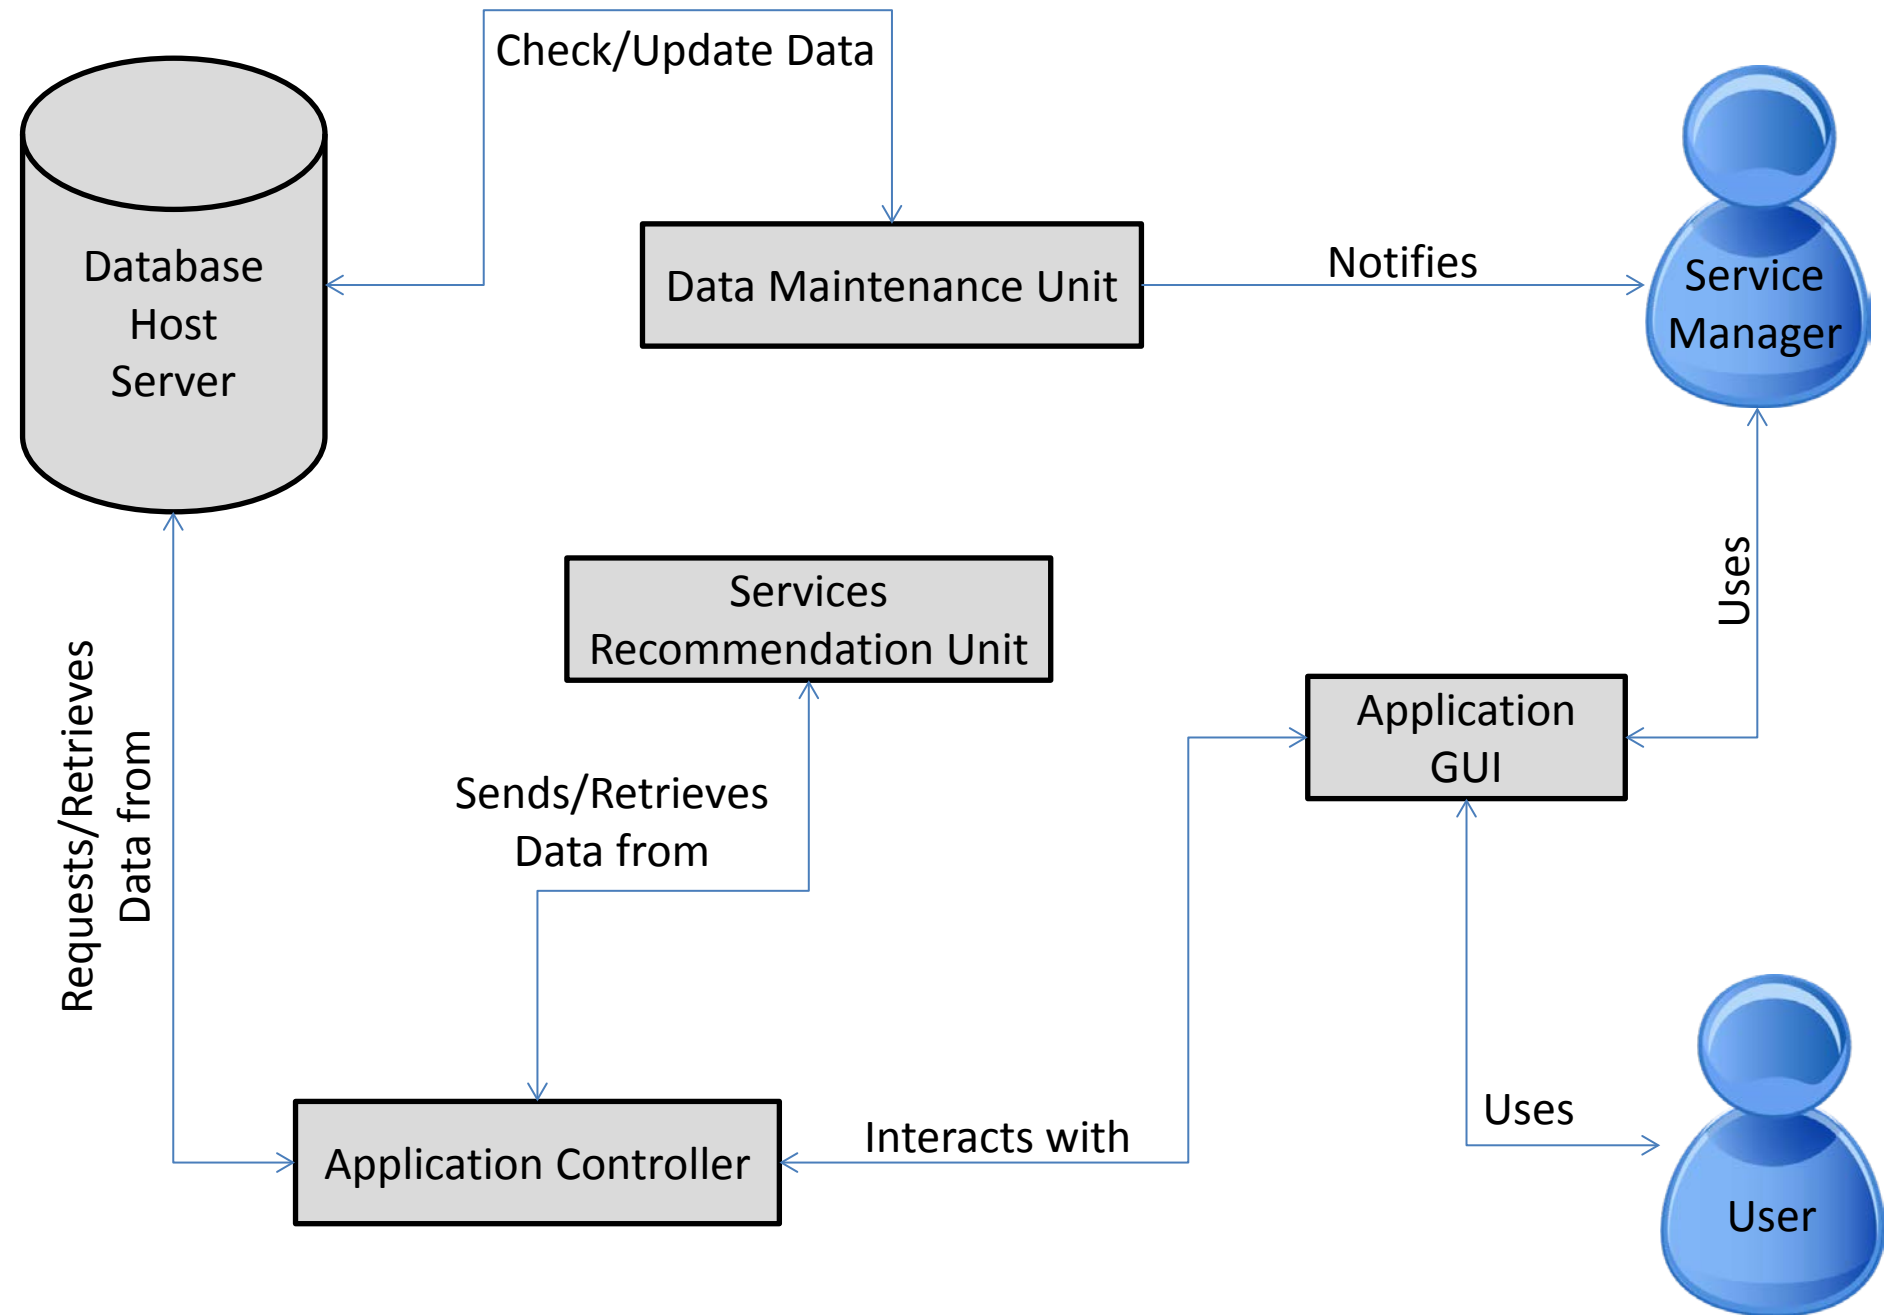 Check/Update Data
Database
Host
Server
Data Maintenance Unit
Notifies
Service
Manager
Services
Recommendation Unit
Uses
Requests/Retrieves
Data from
Sends/Retrieves
Data from
Application
GUI
Application Controller
Interacts with
Uses
User